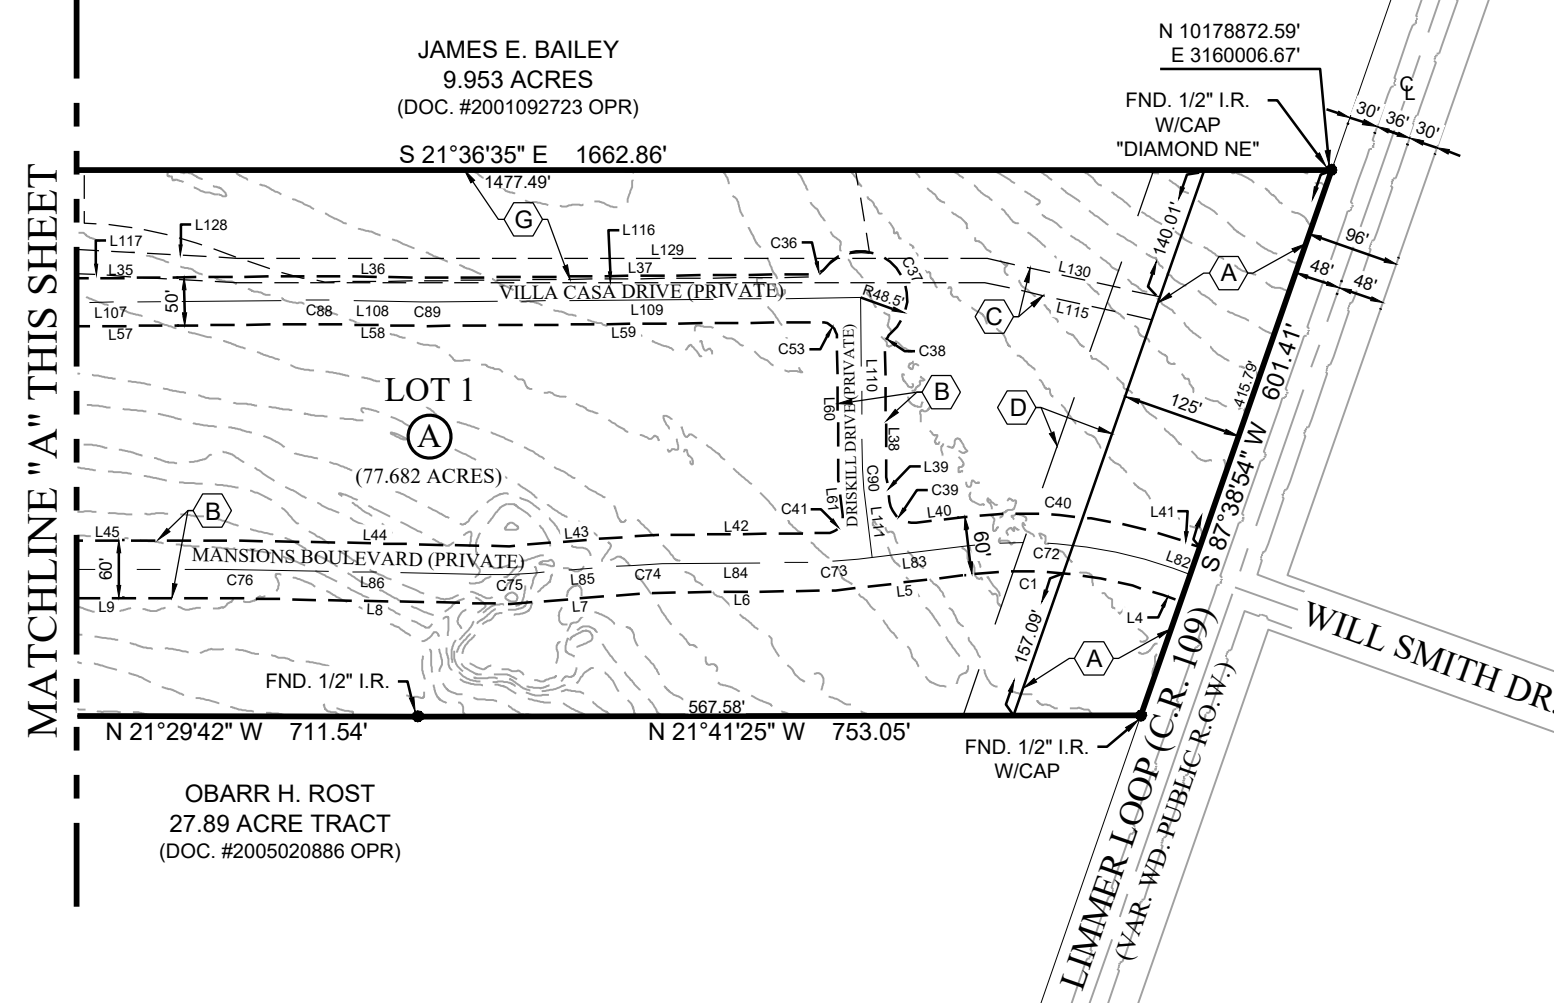 JAMES E. BAILEY
9.953 ACRES
(DOC. #2001092723 OPR)
N 10178872.59'
E 3160006.67'
FND. 1/2" I.R.
W/CAP
"DIAMOND NE"
℄
30'
36'
30'
S 21°36'35" E 1662.86'
1477.49'
G
L128
L117
L116
L129
C36
C37
L35
L36
L37
L130
140.01'
A
96'
48'
48'
VILLA CASA DRIVE (PRIVATE)
R48.5'
50'
L107
C88
L108
C89
L109
C
L115
L57
L58
L59
C53
C38
MATCHLINE "A" THIS SHEET
LOT 1
A
(77.682 ACRES)
DRISKILL DRIVE (PRIVATE)
L110
L60
B
L38
D
125'
415.79'
S 87°38'54" W 601.41'
L39
C90
C39
L61
L111
C41
L40
C40
L41
B
L45
L44
L43
L42
MANSIONS BOULEVARD (PRIVATE)
60'
60'
C76
L86
C75
L85
C74
L84
C73
L83
C72
L82
L9
L8
L7
L6
L5
C1
L4
157.09'
A
WILL SMITH DR.
FND. 1/2" I.R.
567.58'
N 21°29'42" W 711.54'
N 21°41'25" W 753.05'
FND. 1/2" I.R.
W/CAP
OBARR H. ROST
27.89 ACRE TRACT
(DOC. #2005020886 OPR)
LIMMER LOOP (C.R. 109)
(VAR. WD. PUBLIC R.O.W.)